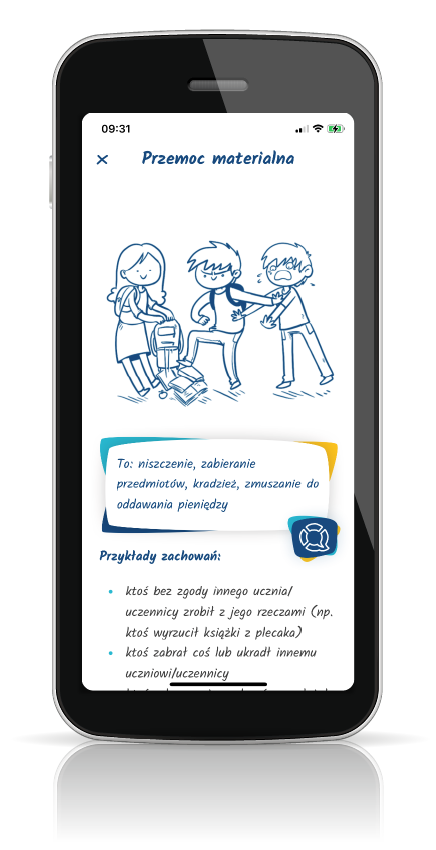 09:31
Przemoc materialna
To: niszczenie, zabieranie
przedmiotów, kradzież, zmuszanie do
oddawania pieniędzy
Przykłady zachowań:
ktoś bez zgody innego ucznia/
uczennicy zrobił z jego rzeczami (np.
ktoś wyrzucił książki z plecaka)
ktoś zabrał coś lub ukradł innemu
uczniowi/uczennicy